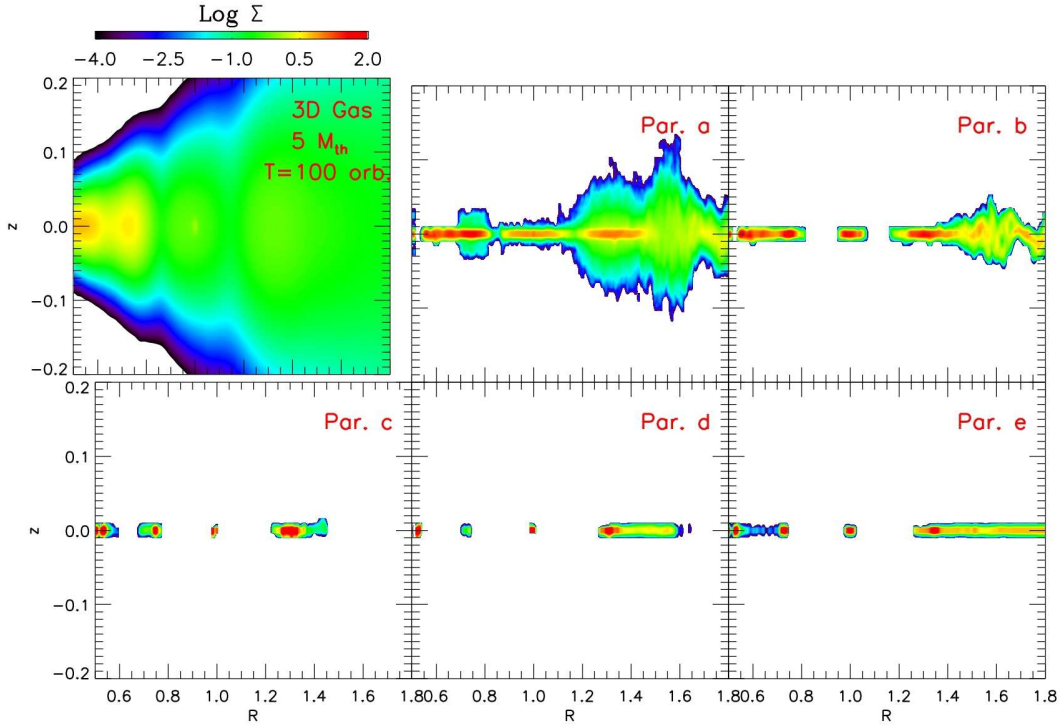 Log Σ
−4.0 −2.5 −1.0 0.5 2.0
0.2
0.1
0.0
−0.1
−0.2
z
3D Gas
5 M_th
T=100 orb.
Par. a
Par. b
0.2
0.1
0.0
−0.1
−0.2
z
Par. c
Par. d
Par. e
0.6 0.8 1.0 1.2 1.4 1.6 1.8
0.6 0.8 1.0 1.2 1.4 1.6 1.8
0.6 0.8 1.0 1.2 1.4 1.6 1.8
R R R